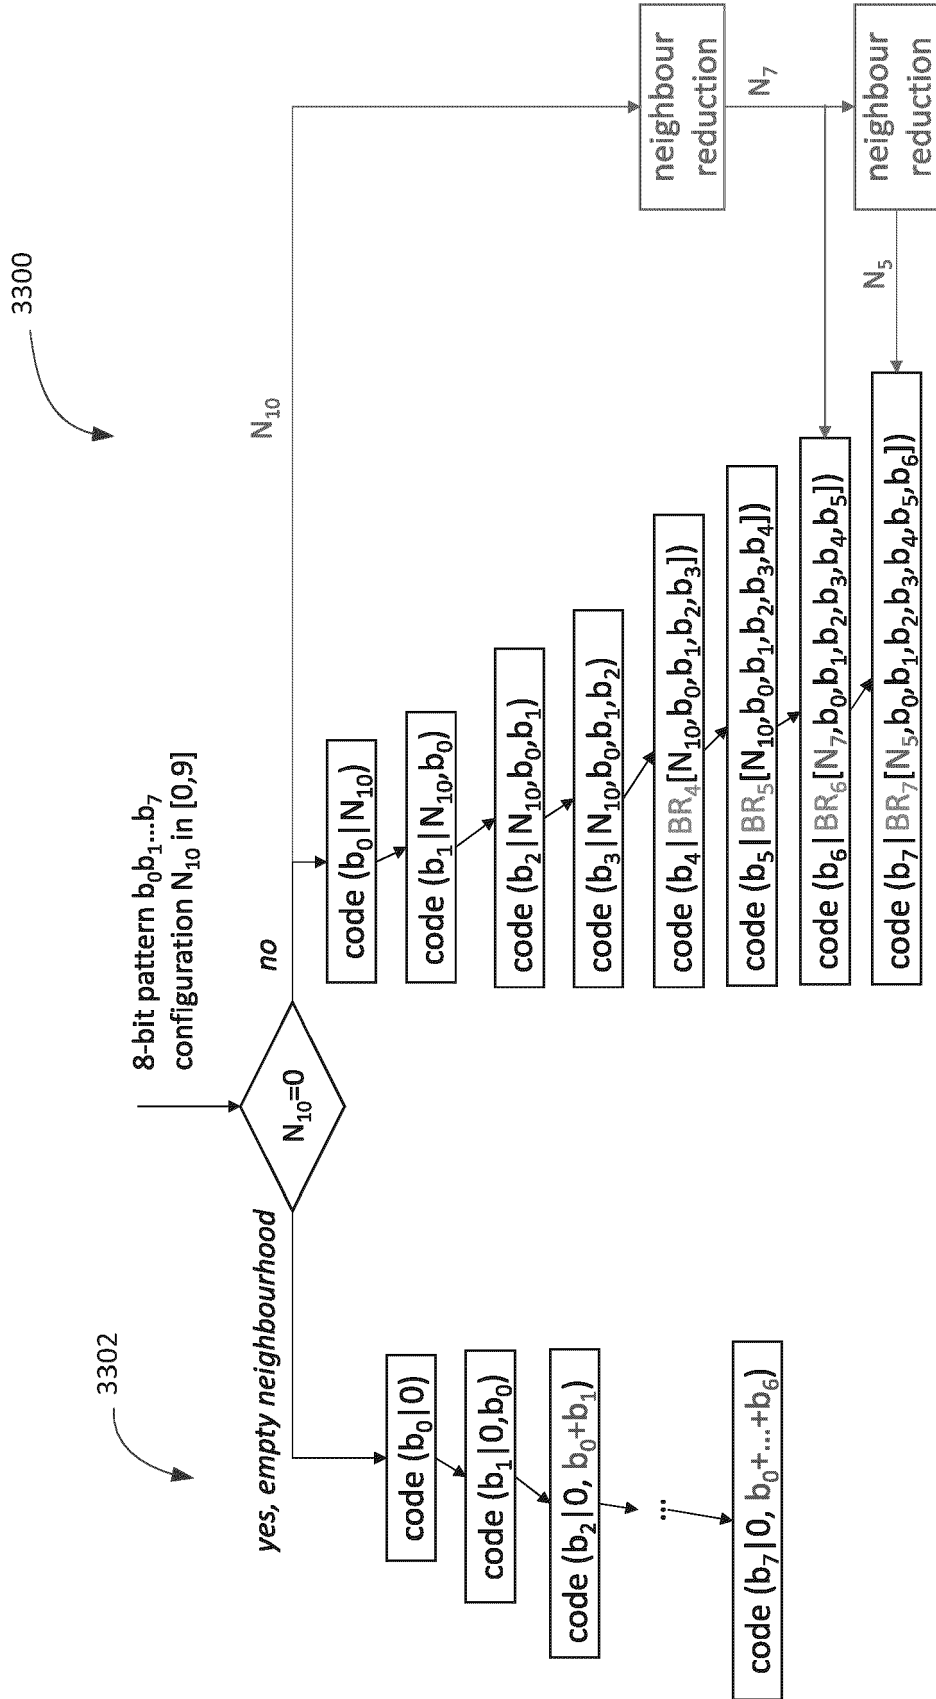 3300
3302
8-bit pattern b₀b₁...b₇
configuration N₁₀ in [0,9]
N₁₀=0
yes, empty neighbourhood
no
N₁₀
code (b₀|0)
code (b₁|0,b₀)
code (b₂|0, b₀+b₁)
...
code (b₇|0, b₀+...+b₆)
code (b₀|N₁₀)
code (b₁|N₁₀,b₀)
code (b₂|N₁₀,b₀,b₁)
code (b₃|N₁₀,b₀,b₁,b₂)
code (b₄|BR₄[N₁₀,b₀,b₁,b₂,b₃])
code (b₅|BR₅[N₁₀,b₀,b₁,b₂,b₃,b₄])
code (b₆|BR₆[N₇,b₀,b₁,b₂,b₃,b₄,b₅])
code (b₇|BR₇[N₅,b₀,b₁,b₂,b₃,b₄,b₅,b₆])
neighbour
reduction
N₇
neighbour
reduction
N₅